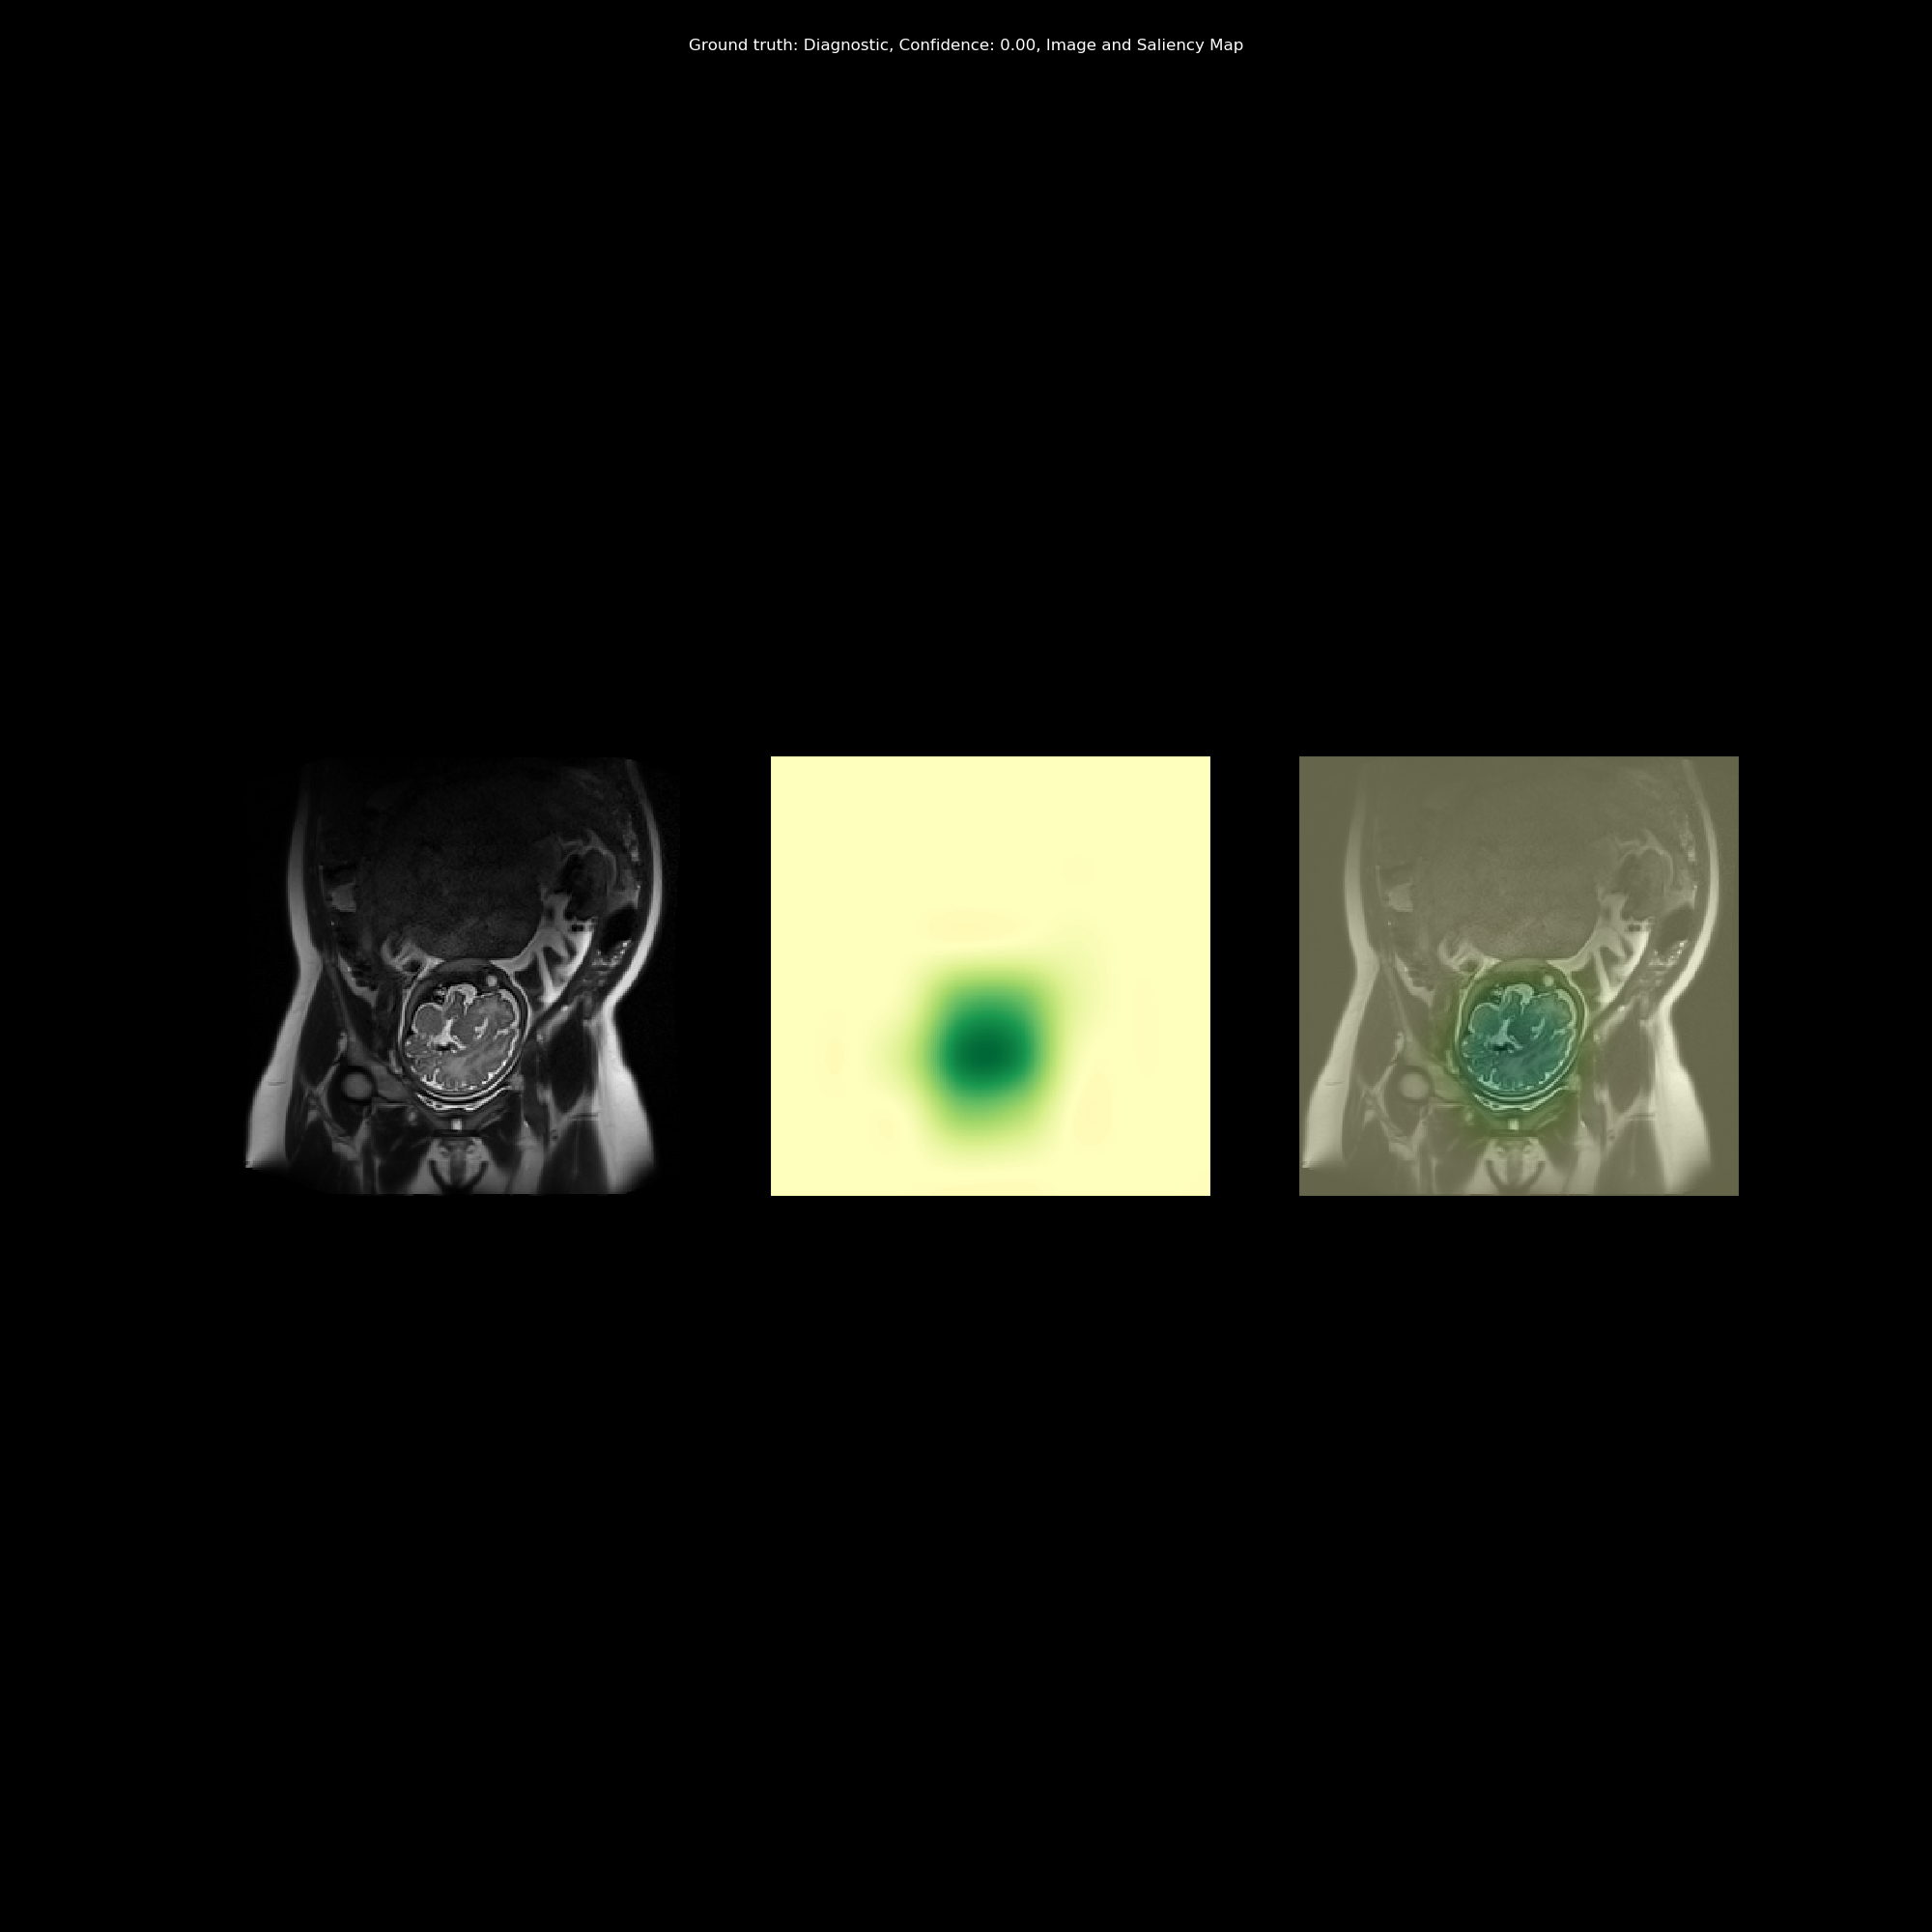 Ground truth: Diagnostic, Confidence: 0.00, Image and Saliency Map